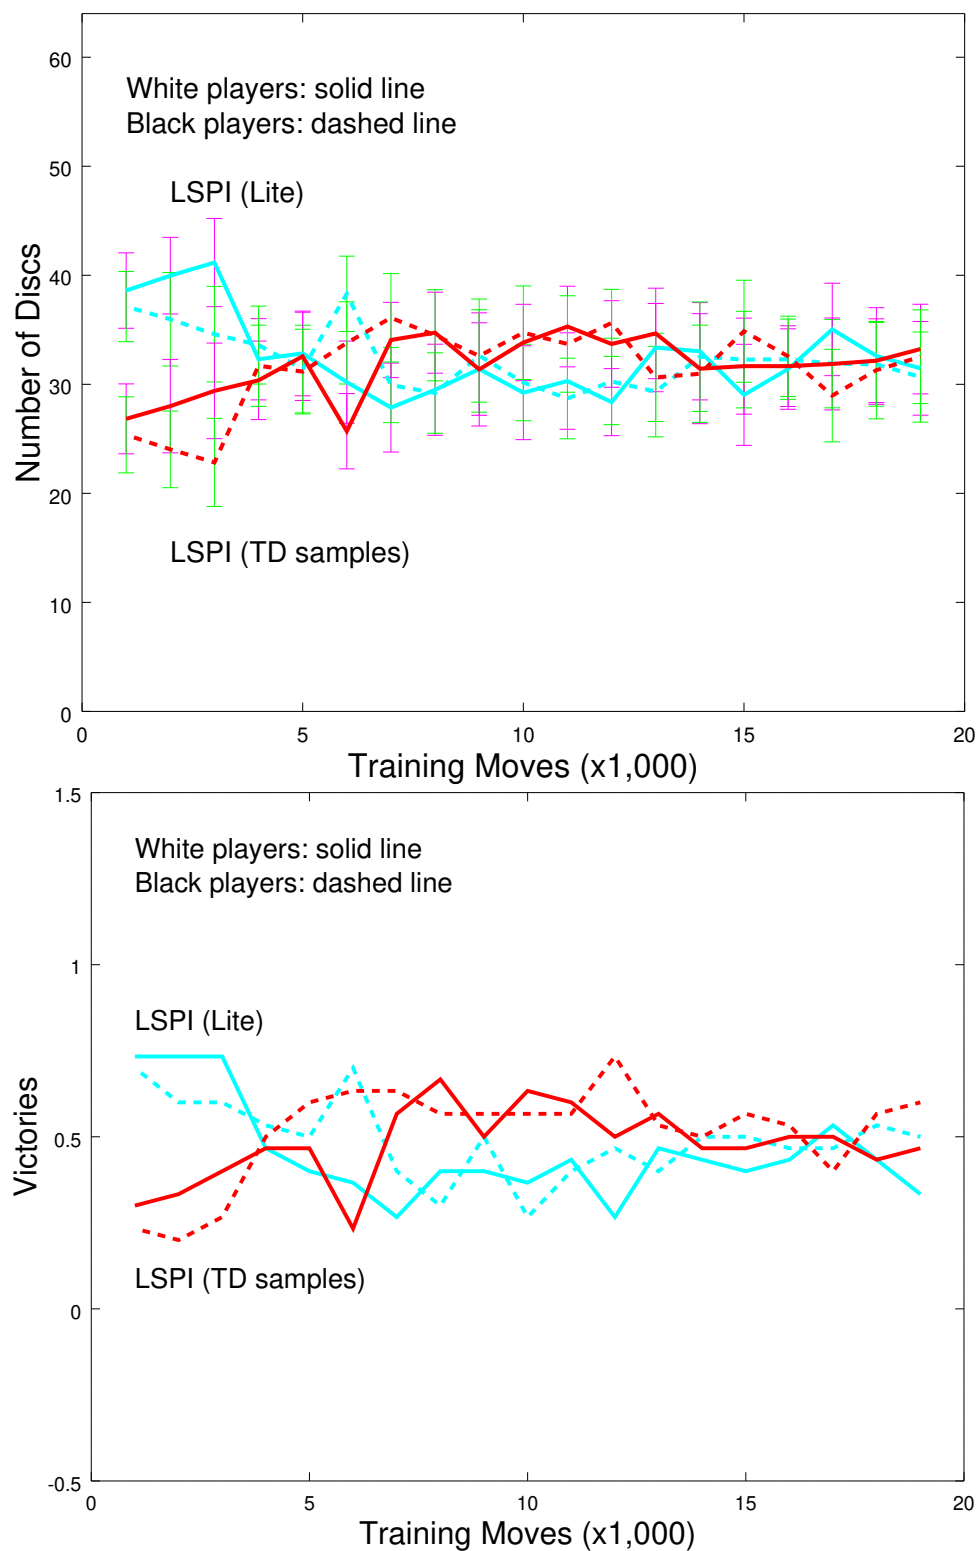 60
White players: solid line
Black players: dashed line
50
LSPI (Lite)
40
Number of Discs
30
20
LSPI (TD samples)
10
0
0 5 10 15 20
Training Moves (x1,000)
1.5
White players: solid line
Black players: dashed line
1
LSPI (Lite)
Victories
0.5
LSPI (TD samples)
0
-0.5
0 5 10 15 20
Training Moves (x1,000)